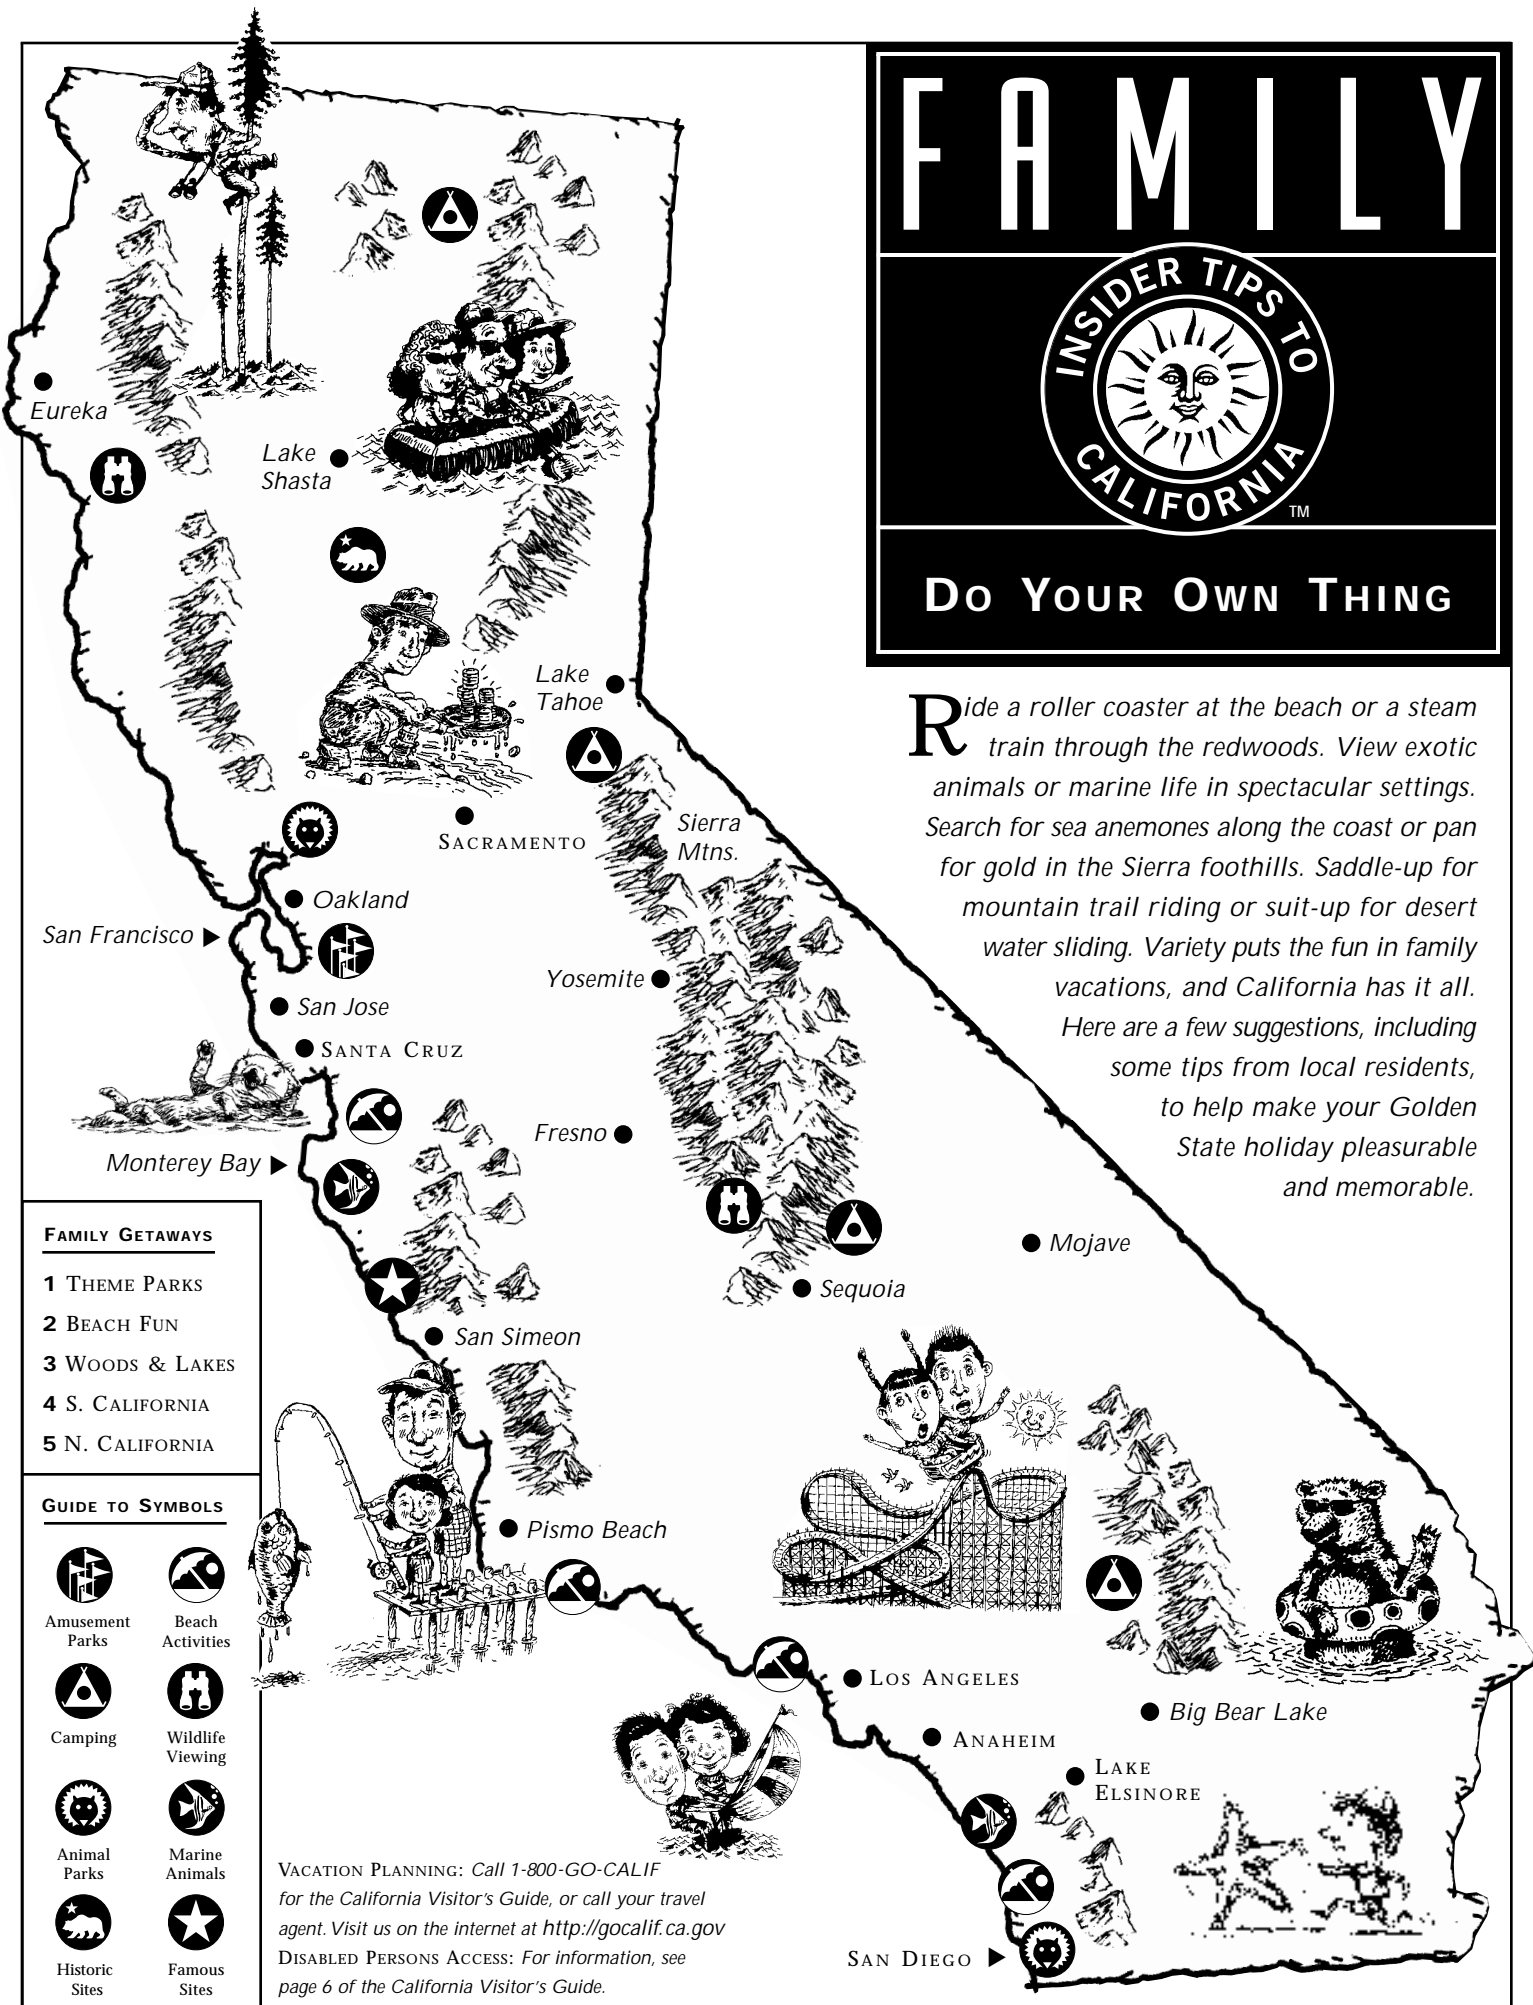 FAMILY
INSIDER TIPS TO
CALIFORNIA
TM
DO YOUR OWN THING
Ride a roller coaster at the beach or a steam
train through the redwoods. View exotic
animals or marine life in spectacular settings.
Search for sea anemones along the coast or pan
for gold in the Sierra foothills. Saddle-up for
mountain trail riding or suit-up for desert
water sliding. Variety puts the fun in family
vacations, and California has it all.
Here are a few suggestions, including
some tips from local residents,
to help make your Golden
State holiday pleasurable
and memorable.
Eureka
Lake
Shasta
Lake
Tahoe
SACRAMENTO
Sierra
Mtns.
Oakland
San Francisco
Yosemite
San Jose
SANTA CRUZ
Fresno
Monterey Bay
Mojave
Sequoia
San Simeon
Pismo Beach
LOS ANGELES
Big Bear Lake
ANAHEIM
LAKE
ELSINORE
SAN DIEGO
FAMILY GETAWAYS
1 THEME PARKS
2 BEACH FUN
3 WOODS & LAKES
4 S. CALIFORNIA
5 N. CALIFORNIA
GUIDE TO SYMBOLS
Amusement
Parks
Beach
Activities
Camping
Wildlife
Viewing
Animal
Parks
Marine
Animals
Historic
Sites
Famous
Sites
VACATION PLANNING: Call 1-800-GO-CALIF
for the California Visitor's Guide, or call your travel
agent. Visit us on the internet at http://gocalif.ca.gov
DISABLED PERSONS ACCESS: For information, see
page 6 of the California Visitor's Guide.